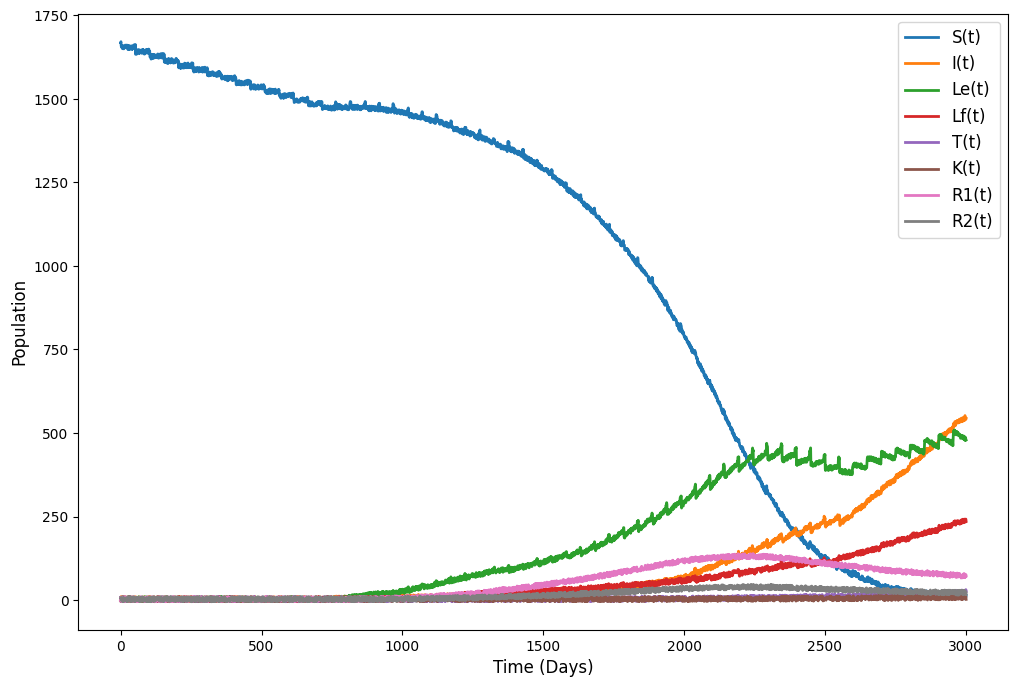 1750
1500
1250
1000
750
500
250
0
Population
0 500 1000 1500 2000 2500 3000
Time (Days)
S(t)
I(t)
Le(t)
Lf(t)
T(t)
K(t)
R1(t)
R2(t)